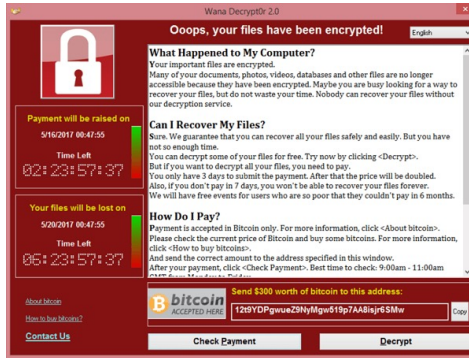 Wana Decrypt0r 2.0
Ooops, your files have been encrypted!
English
What Happened to My Computer?
Your important files are encrypted.
Many of your documents, photos, videos, databases and other files are no longer
accessible because they have been encrypted. Maybe you are busy looking for a way to
recover your files, but do not waste your time. Nobody can recover your files without
our decryption service.
Can I Recover My Files?
Sure. We guarantee that you can recover all your files safely and easily. But you have
not so enough time.
You can decrypt some of your files for free. Try now by clicking <Decrypt>.
But if you want to decrypt all your files, you need to pay.
You only have 3 days to submit the payment. After that the price will be doubled.
Also, if you don't pay in 7 days, you won't be able to recover your files forever.
We will have free events for users who are so poor that they couldn't pay in 6 months.
How Do I Pay?
Payment is accepted in Bitcoin only. For more information, click <About bitcoin>.
Please check the current price of Bitcoin and buy some bitcoins. For more information,
click <How to buy bitcoins>.
And send the correct amount to the address specified in this window.
After your payment, click <Check Payment>. Best time to check: 9:00am - 11:00am
GMT from Monday to Friday.
Payment will be raised on
5/16/2017 00:47:55
Time Left
02:23:57:37
Your files will be lost on
5/20/2017 00:47:55
Time Left
06:23:57:37
About bitcoin
How to buy bitcoins?
Contact Us
bitcoin
ACCEPTED HERE
Send $300 worth of bitcoin to this address:
12t9YDPgwueZ9NyMgw519p7AA8isjr6SMw
Copy
Check Payment
Decrypt